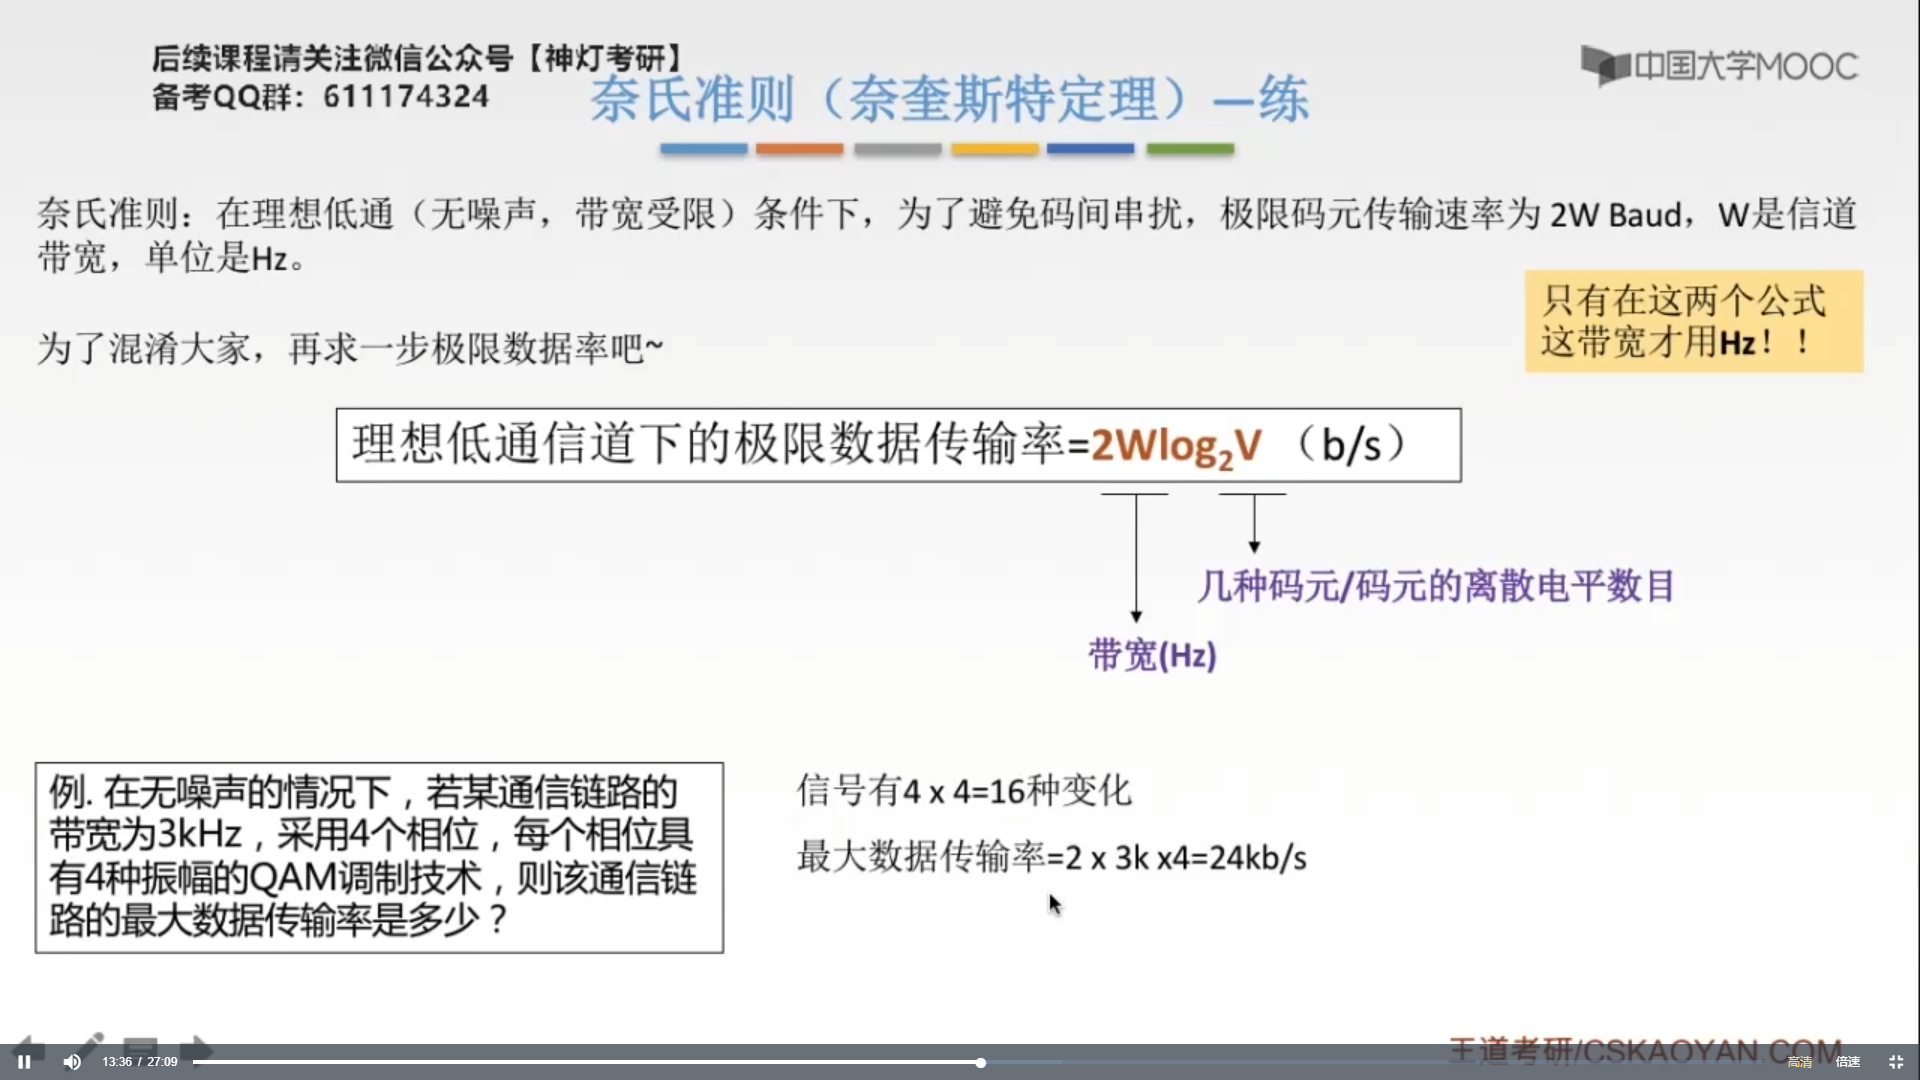 后续课程请关注微信公众号【神灯考研】
备考QQ群：611174324
中国大学MOOC
奈氏准则（奈奎斯特定理）—练
奈氏准则：在理想低通（无噪声，带宽受限）条件下，为了避免码间串扰，极限码元传输速率为 2W Baud，W是信道
带宽，单位是Hz。
只有在这两个公式
这带宽才用Hz！！
为了混淆大家，再求一步极限数据率吧~
理想低通信道下的极限数据传输率=2Wlog₂V （b/s）
几种码元/码元的离散电平数目
带宽(Hz)
例. 在无噪声的情况下，若某通信链路的
带宽为3kHz，采用4个相位，每个相位具
有4种振幅的QAM调制技术，则该通信链
路的最大数据传输率是多少？
信号有4 x 4=16种变化
最大数据传输率=2 x 3k x4=24kb/s
王道考研/CSKAOYAN.COM
13:36 / 27:09
高清
倍速